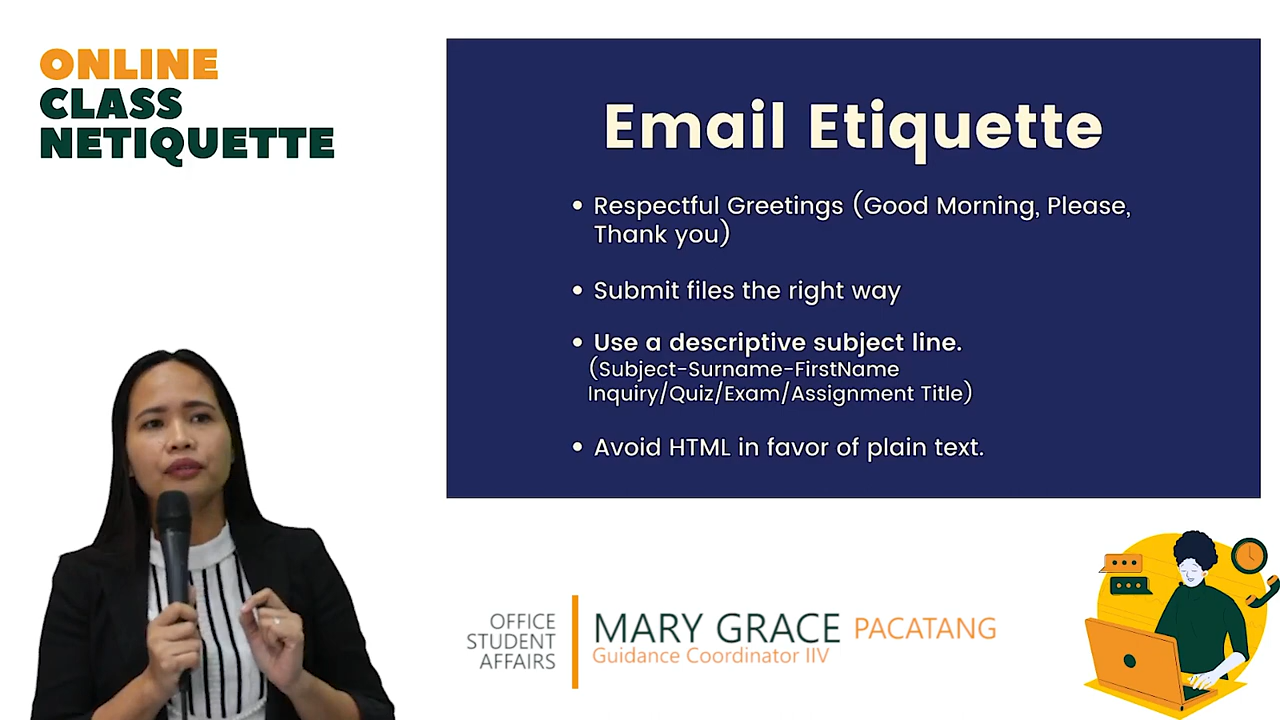 ONLINE
CLASS
NETIQUETTE
Email Etiquette
• Respectful Greetings (Good Morning, Please,
Thank you)
• Submit files the right way
• Use a descriptive subject line.
(Subject-Surname-FirstName
Inquiry/Quiz/Exam/Assignment Title)
• Avoid HTML in favor of plain text.
OFFICE
STUDENT
AFFAIRS
MARY GRACE PACATANG
Guidance Coordinator IIV